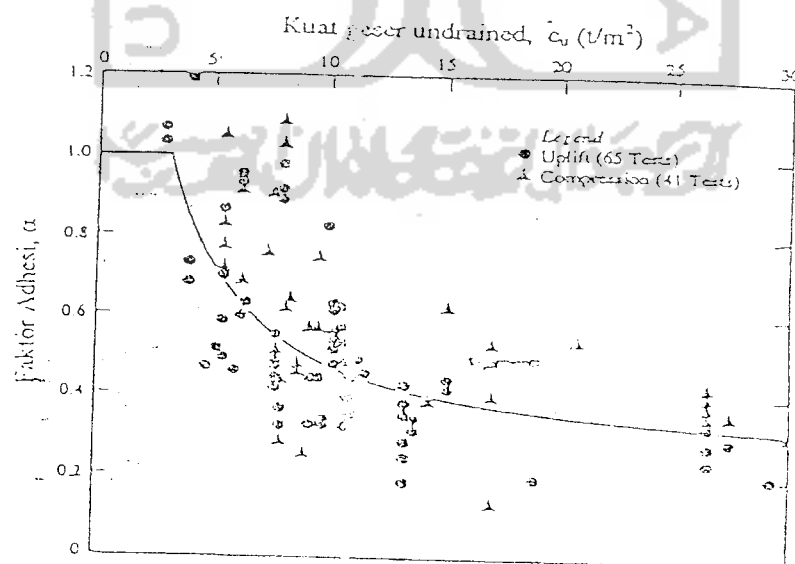 Kuat geser undrained, cu (t/m²)
0 5 10 15 20 25 30
1.2
1.0
0.8
0.6
0.4
0.2
0
Faktor Adhesi, α
Legend
Uplift (65 Tests)
Compression (41 Tests)